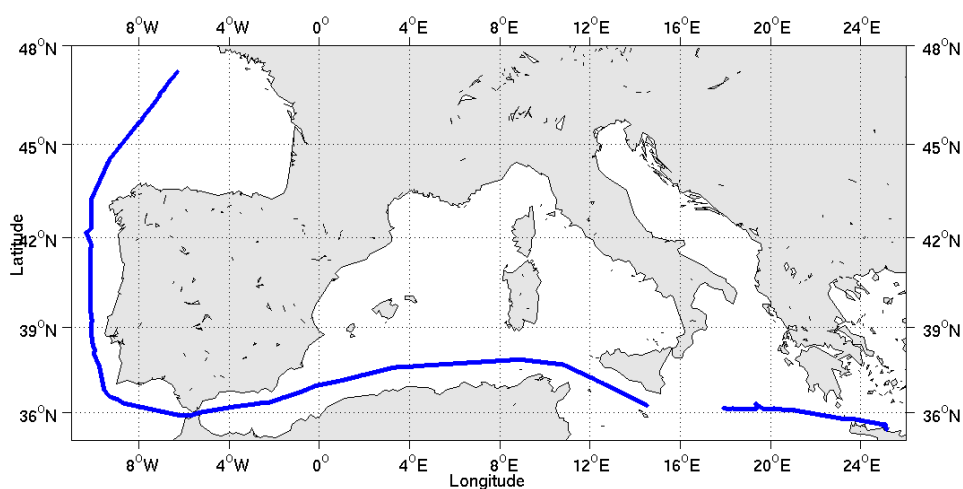 8°W 4°W 0° 4°E 8°E 12°E 16°E 20°E 24°E
48°N 48°N
45°N 45°N
42°N 42°N
Latitude
39°N 39°N
36°N 36°N
8°W 4°W 0° 4°E 8°E 12°E 16°E 20°E 24°E
Longitude